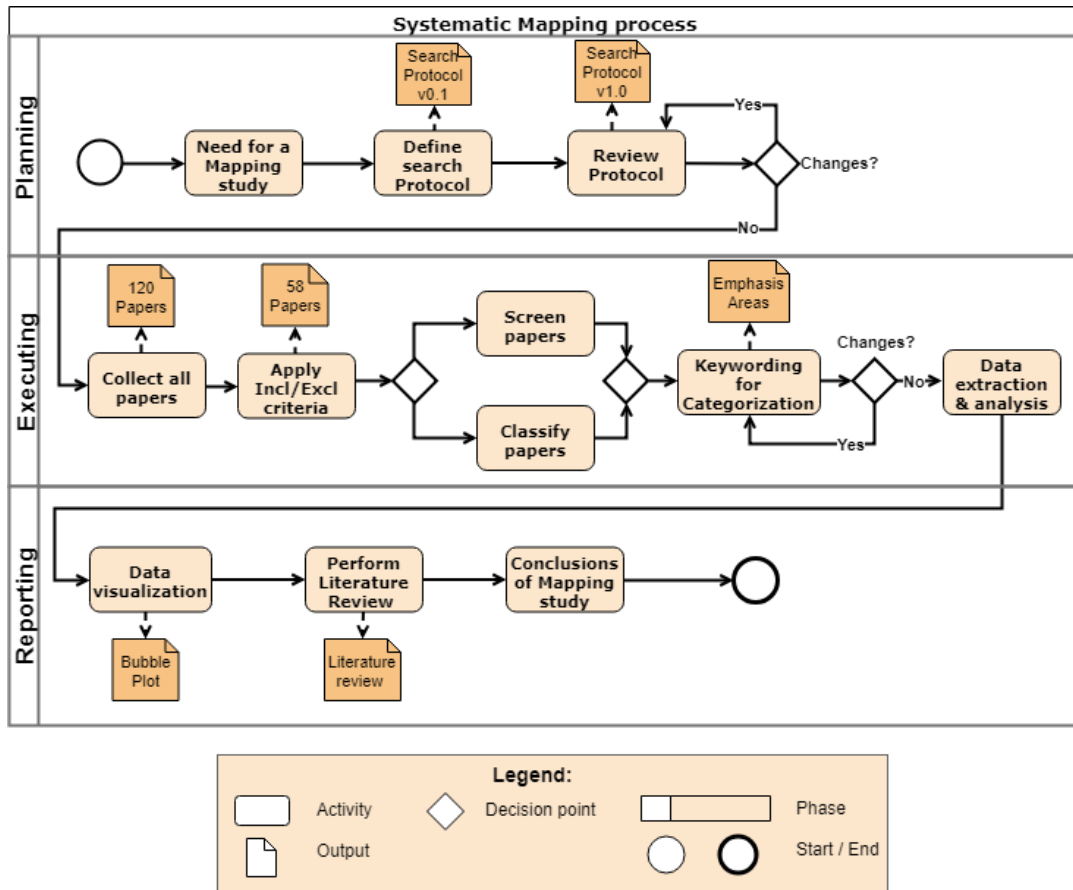 Systematic Mapping process
Planning
Search
Protocol
v0.1
Search
Protocol
v1.0
Yes
Need for a
Mapping
study
Define
search
Protocol
Review
Protocol
Changes?
No
Executing
120
Papers
58
Papers
Emphasis
Areas
Screen
papers
Changes?
Collect all
papers
Apply
Incl/Excl
criteria
Keywording
for
Categorization
No
Data
extraction
& analysis
Classify
papers
Yes
Reporting
Data
visualization
Perform
Literature
Review
Conclusions
of Mapping
study
Bubble
Plot
Literature
review
Legend:
Activity
Decision point
Phase
Output
Start / End